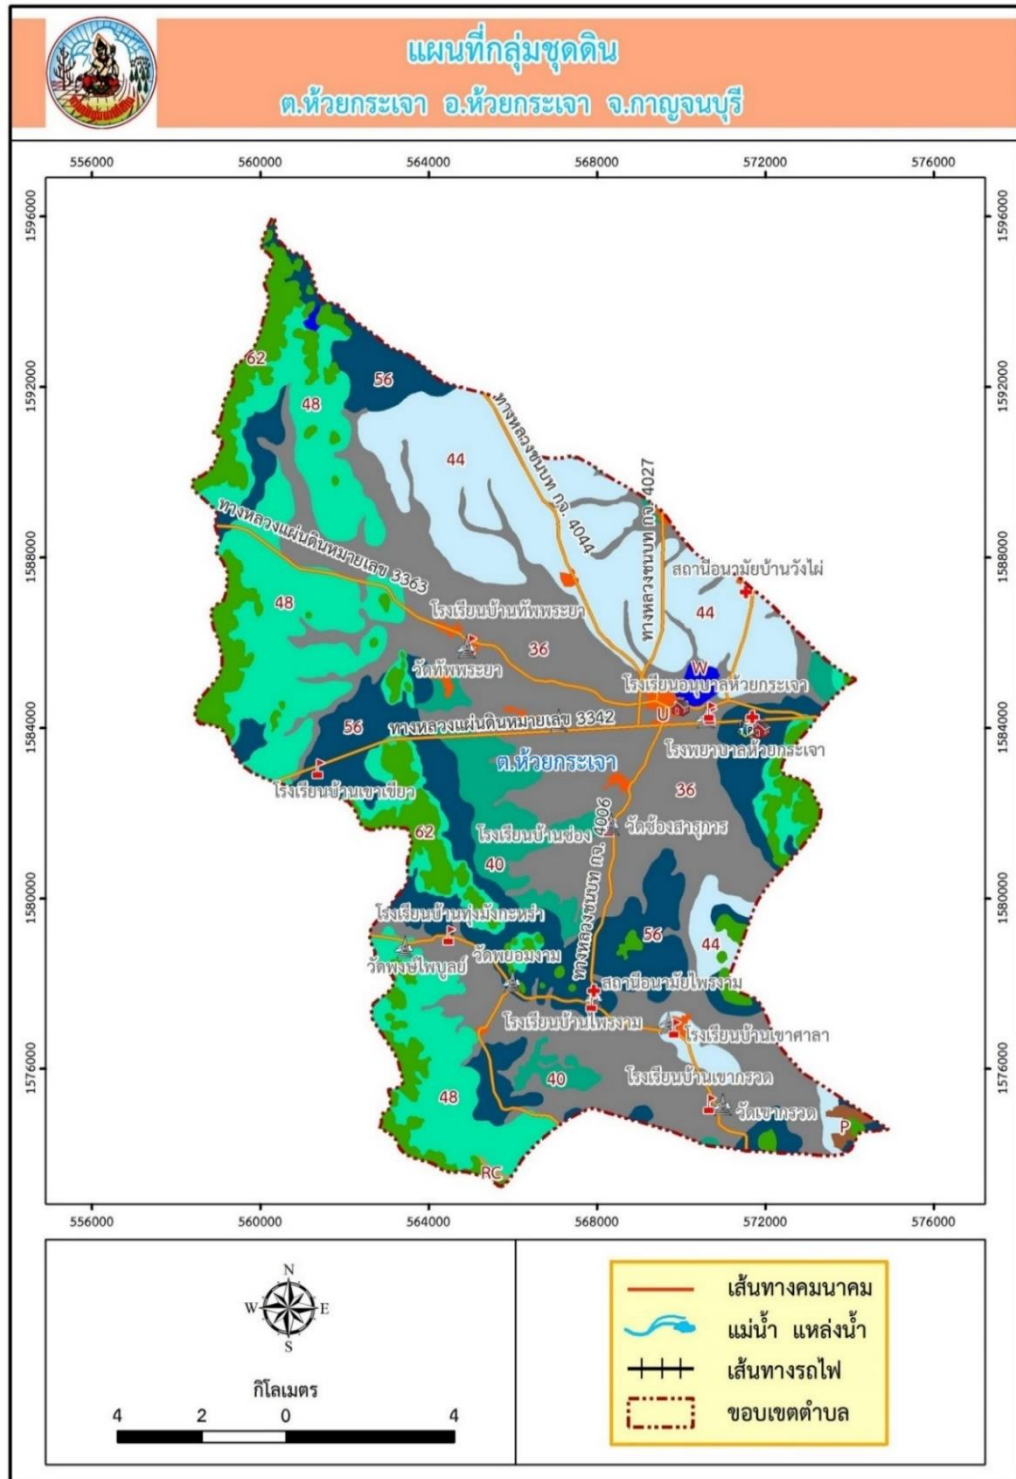 แผนที่กลุ่มชุดดิน
ต.ห้วยกระเจา อ.ห้วยกระเจา จ.กาญจนบุรี
556000 560000 564000 568000 572000 576000
1596000 1596000
62
56
1592000 1592000
48
ทางหลวงชนบท กจ. 4044
44
ทางหลวงชนบท กจ. 4027
ทางหลวงแผ่นดินหมายเลข 3363
1588000 1588000
สถานีอนามัยบ้านวังไผ่
48
44
โรงเรียนบ้านทัพพระยา
36
วัดทัพพระยา
W
โรงเรียนอนุบาลห้วยกระเจา
U
56
ทางหลวงแผ่นดินหมายเลข 3342
1584000 1584000
โรงพยาบาลห้วยกระเจา
ต.ห้วยกระเจา
โรงเรียนบ้านเขาเขียว
36
62
โรงเรียนบ้านซ่อง
วัดซ่องสาธุการ
40
ทางหลวงชนบท กจ. 4006
1580000 1580000
โรงเรียนบ้านทุ่งมังกะหร่า
56
44
วัดพงษ์ไพบูลย์
วัดพยอมงาม
สถานีอนามัยไพรงาม
โรงเรียนบ้านไพรงาม
โรงเรียนบ้านเขาศาลา
1576000 1576000
40
โรงเรียนบ้านเขากรวด
48
วัดเขากรวด
P
RC
556000 560000 564000 568000 572000 576000
N
W E
S
กิโลเมตร
4 2 0 4
เส้นทางคมนาคม
แม่น้ำ แหล่งน้ำ
เส้นทางรถไฟ
ขอบเขตตำบล